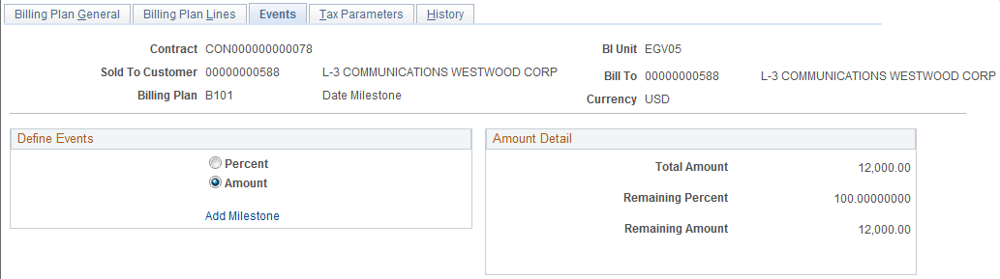 Billing Plan General Billing Plan Lines Events Tax Parameters History
Contract CON000000000078 BI Unit EGV05
Sold To Customer 00000000588 L-3 COMMUNICATIONS WESTWOOD CORP Bill To 00000000588 L-3 COMMUNICATIONS WESTWOOD CORP
Billing Plan B101 Date Milestone Currency USD
Define Events
Percent
Amount
Add Milestone
Amount Detail
Total Amount 12,000.00
Remaining Percent 100.00000000
Remaining Amount 12,000.00